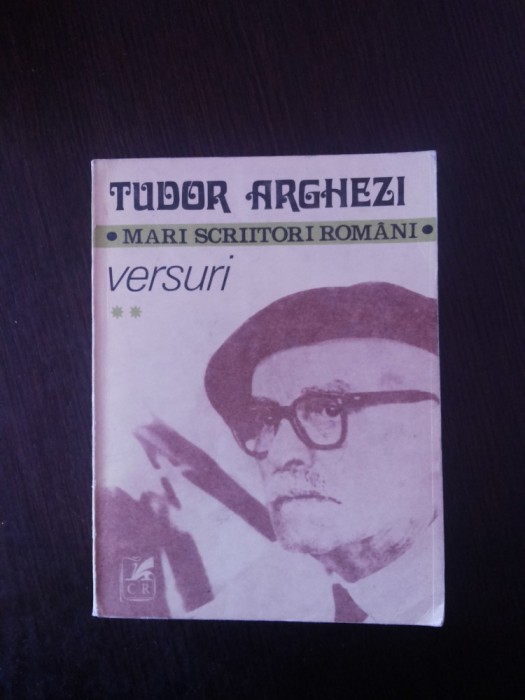 TUDOR ARGHEZI
• MARI SCRIITORI ROMÂNI •
versuri
**
CR